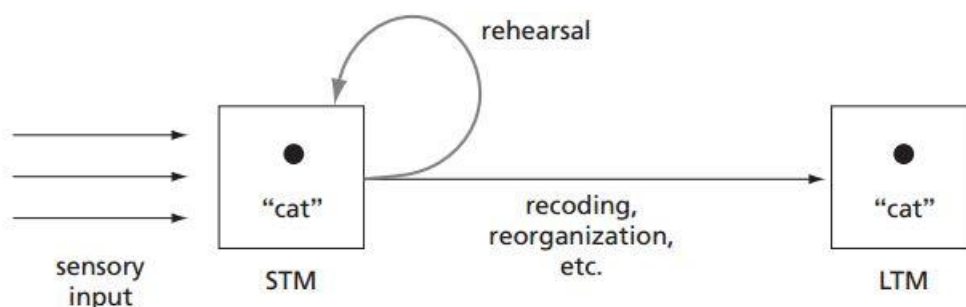 rehearsal
“cat”
“cat”
recoding,
reorganization,
etc.
sensory
input
STM
LTM